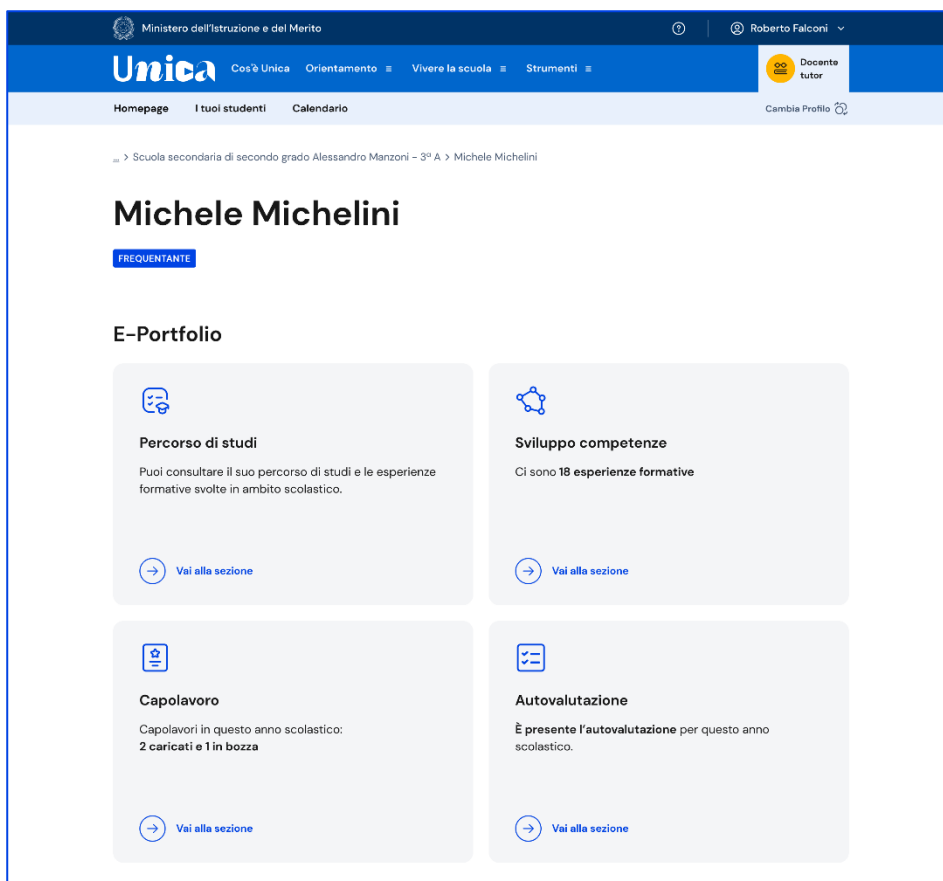 Ministero dell'Istruzione e del Merito
Roberto Falconi
Unica
Cos'è Unica Orientamento Vivere la scuola Strumenti
Docente
tutor
Homepage I tuoi studenti Calendario
Cambia Profilo
... > Scuola secondaria di secondo grado Alessandro Manzoni - 3ª A > Michele Michelini
Michele Michelini
FREQUENTANTE
E-Portfolio
Percorso di studi
Puoi consultare il suo percorso di studi e le esperienze
formative svolte in ambito scolastico.
Vai alla sezione
Sviluppo competenze
Ci sono 18 esperienze formative
Vai alla sezione
Capolavoro
Capolavori in questo anno scolastico:
2 caricati e 1 in bozza
Vai alla sezione
Autovalutazione
È presente l'autovalutazione per questo anno
scolastico.
Vai alla sezione